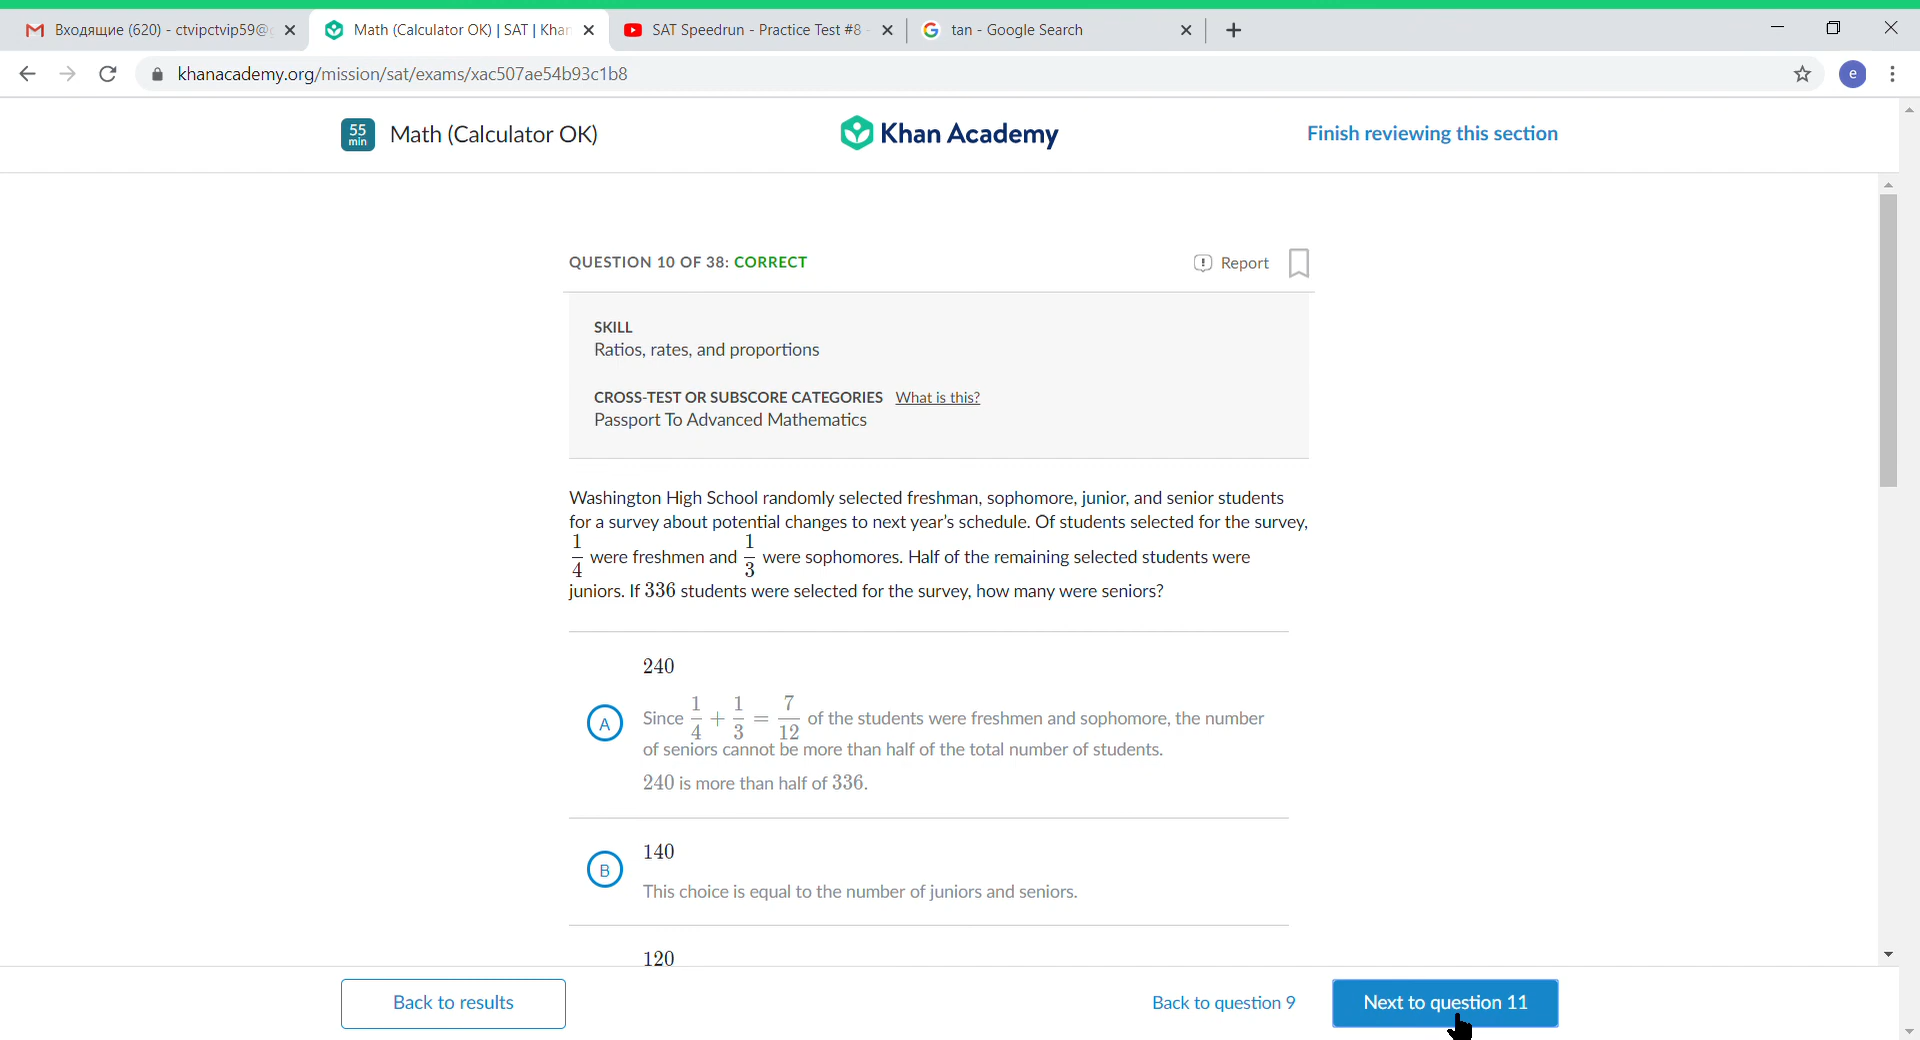 Входящие (620) - ctvipctvip59@
Math (Calculator OK) | SAT | Khan
SAT Speedrun - Practice Test #8
tan - Google Search
khanacademy.org/mission/sat/exams/xac507ae54b93c1b8
e
55 min
Math (Calculator OK)
Khan Academy
Finish reviewing this section
QUESTION 10 OF 38: CORRECT
Report
SKILL
Ratios, rates, and proportions
CROSS-TEST OR SUBSCORE CATEGORIES What is this?
Passport To Advanced Mathematics
Washington High School randomly selected freshman, sophomore, junior, and senior students
for a survey about potential changes to next year's schedule. Of students selected for the survey,
1/4 were freshmen and 1/3 were sophomores. Half of the remaining selected students were
juniors. If 336 students were selected for the survey, how many were seniors?
240
A
Since 1/4 + 1/3 = 7/12 of the students were freshmen and sophomore, the number
of seniors cannot be more than half of the total number of students.
240 is more than half of 336.
140
B
This choice is equal to the number of juniors and seniors.
120
Back to results
Back to question 9
Next to question 11